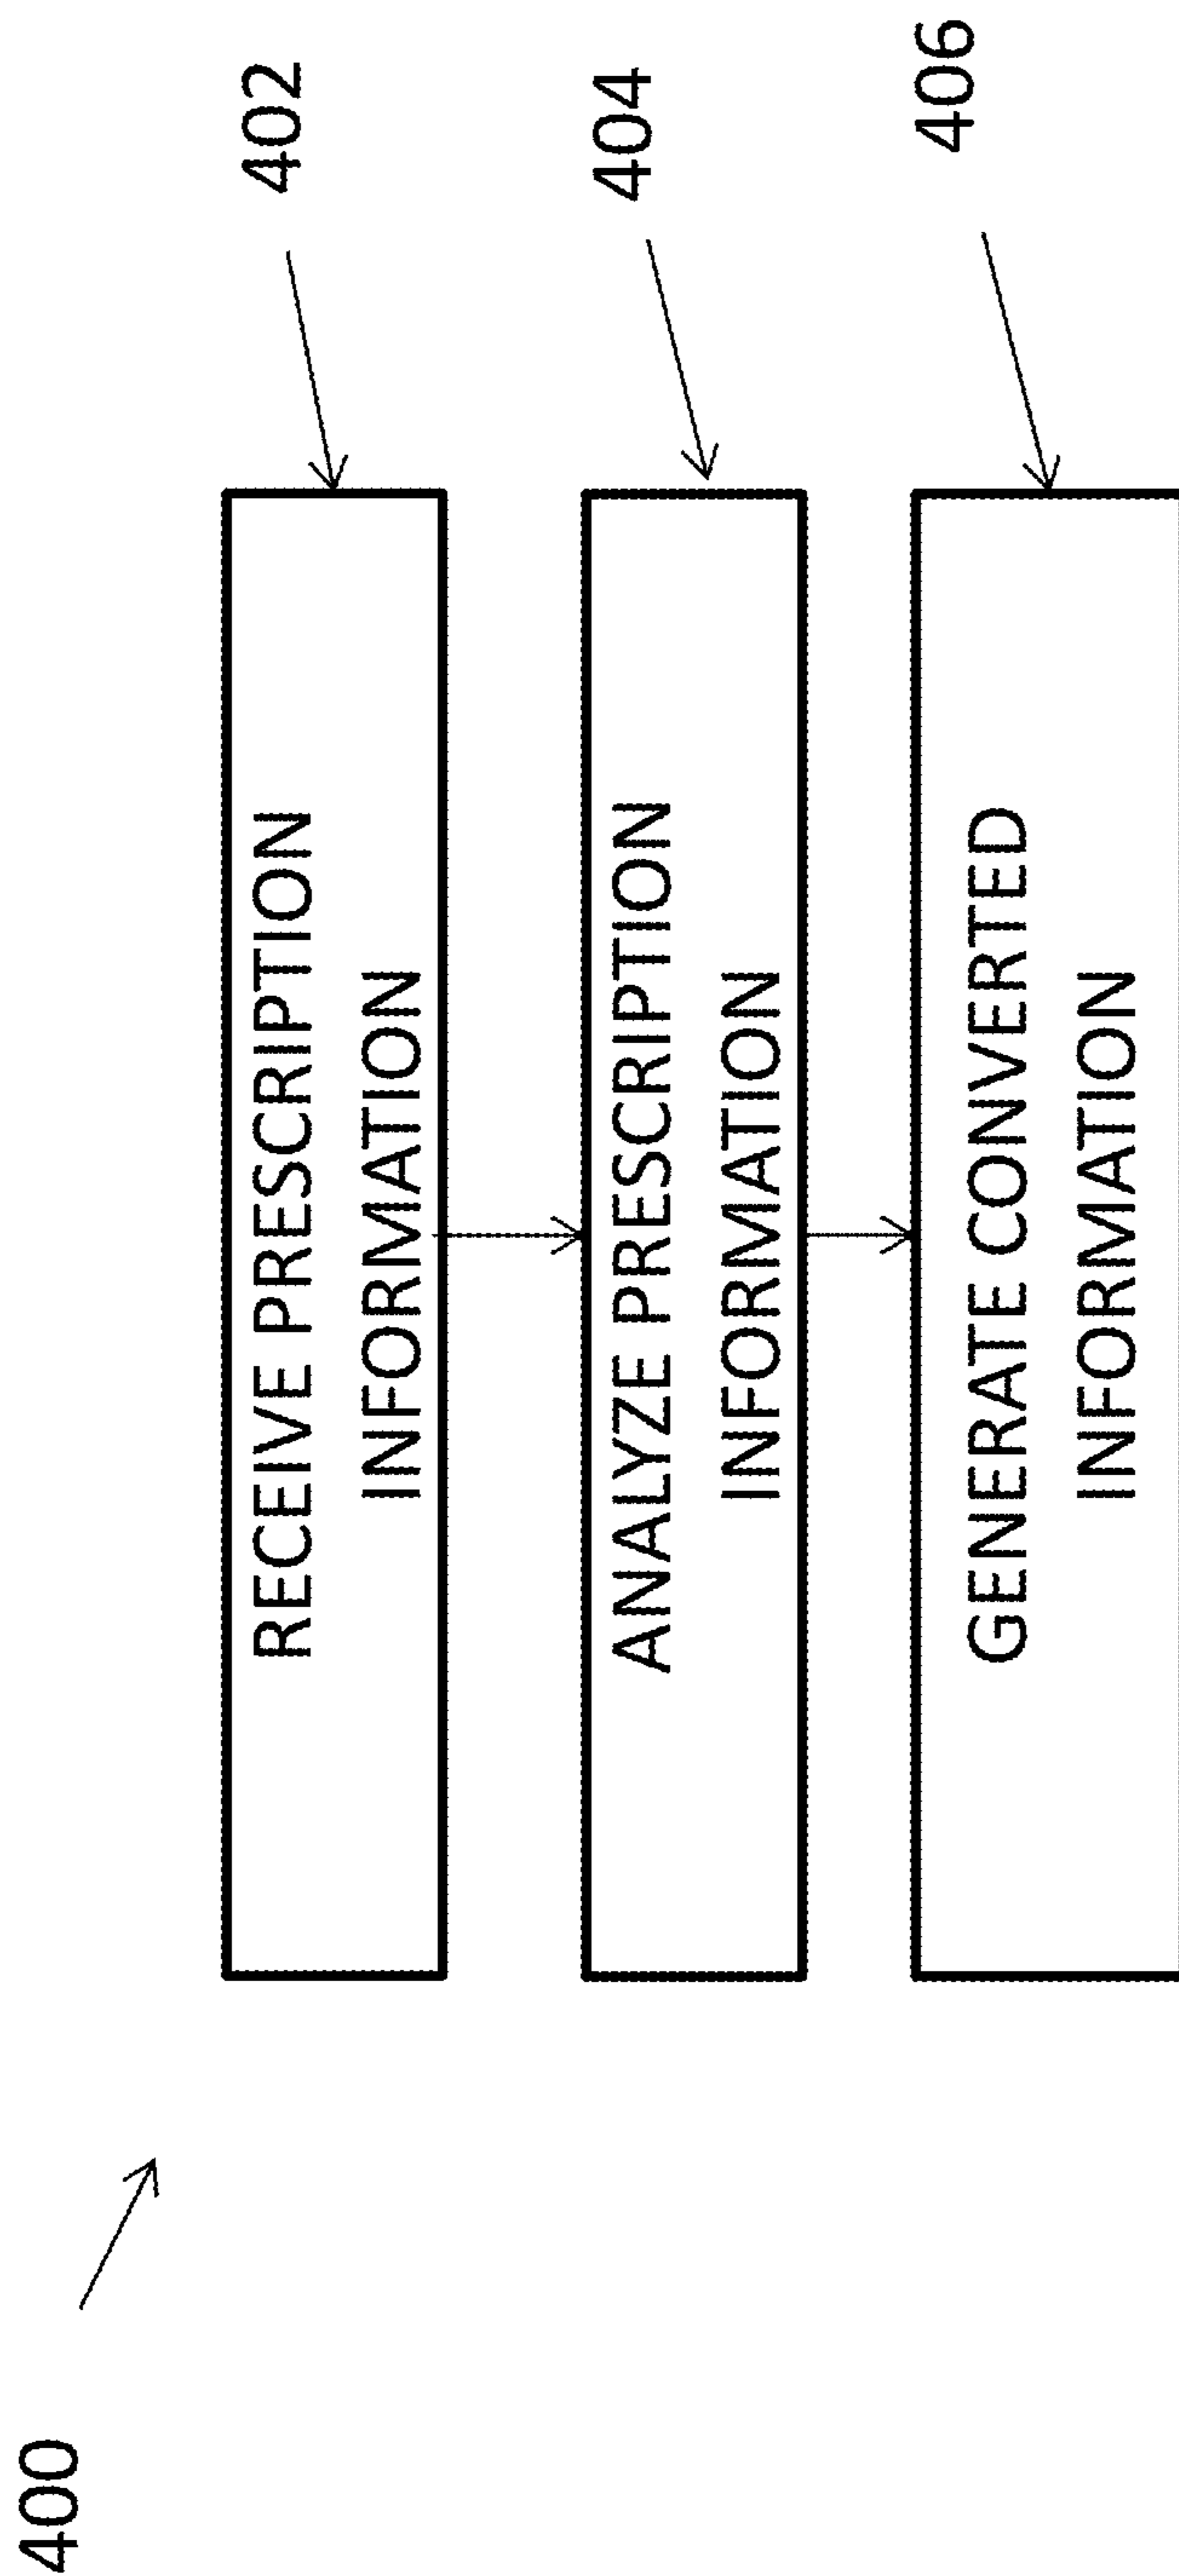 400
RECEIVE PRESCRIPTION
INFORMATION
402
ANALYZE PRESCRIPTION
INFORMATION
404
GENERATE CONVERTED
INFORMATION
406